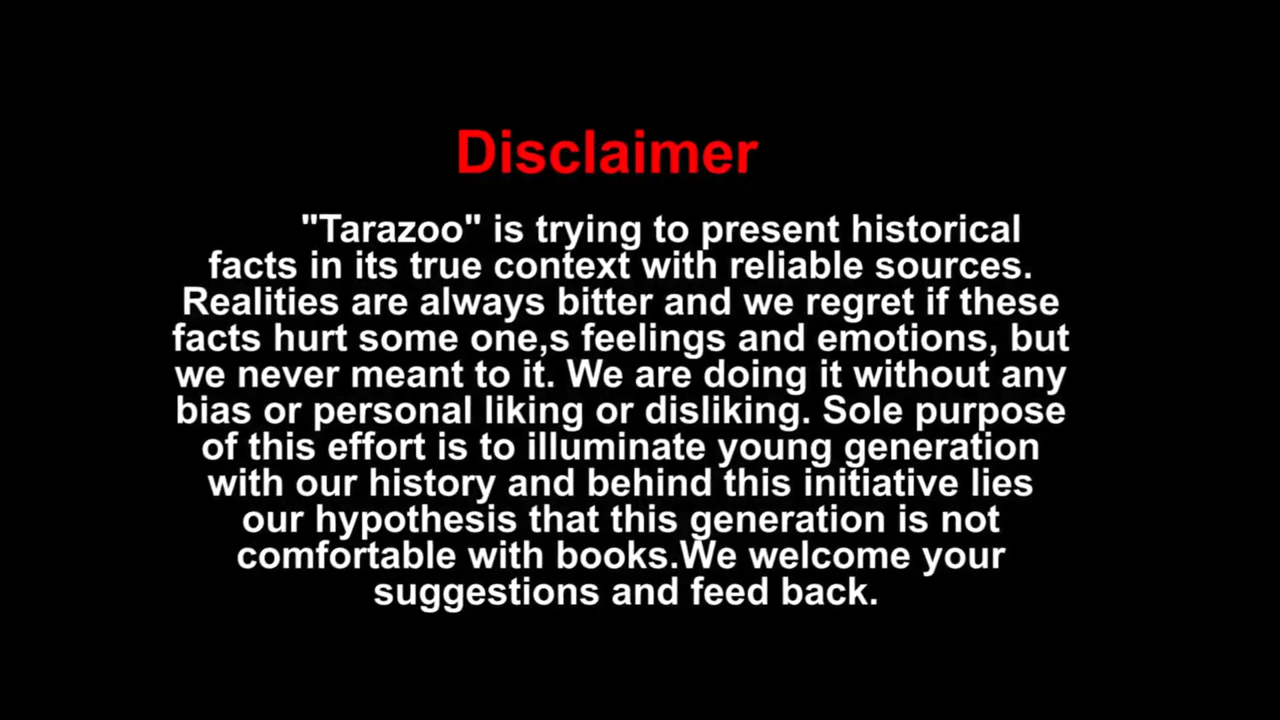 Disclaimer
"Tarazoo" is trying to present historical
facts in its true context with reliable sources.
Realities are always bitter and we regret if these
facts hurt some one,s feelings and emotions, but
we never meant to it. We are doing it without any
bias or personal liking or disliking. Sole purpose
of this effort is to illuminate young generation
with our history and behind this initiative lies
our hypothesis that this generation is not
comfortable with books.We welcome your
suggestions and feed back.